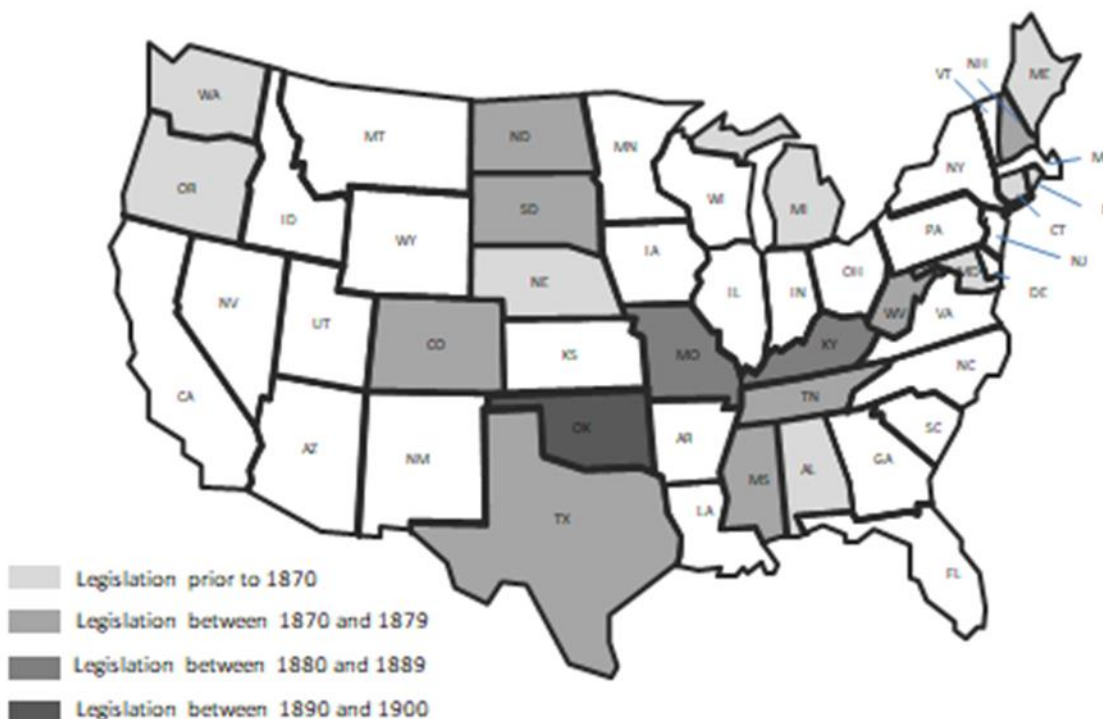 VT
NH
ME
WA
MT
ND
MN
OR
ID
WY
SD
WI
MI
NY
M
CT
NJ
DE
MD
PA
NE
IA
NV
UT
CO
KS
MO
IL
IN
OH
WV
VA
KY
CA
AZ
NM
OK
AR
TN
NC
SC
TX
LA
MS
AL
GA
FL
Legislation prior to 1870
Legislation between 1870 and 1879
Legislation between 1880 and 1889
Legislation between 1890 and 1900